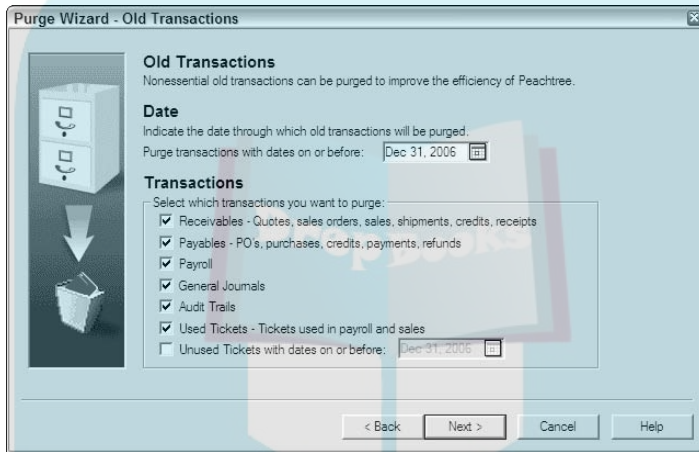 Purge Wizard - Old Transactions
Old Transactions
Nonessential old transactions can be purged to improve the efficiency of Peachtree.
Date
Indicate the date through which old transactions will be purged.
Purge transactions with dates on or before: Dec 31, 2006
Transactions
Select which transactions you want to purge:
Receivables - Quotes, sales orders, sales, shipments, credits, receipts
Payables - PO's, purchases, credits, payments, refunds
DropBooks
Payroll
General Journals
Audit Trails
Used Tickets - Tickets used in payroll and sales
Unused Tickets with dates on or before: Dec 31, 2006
< Back Next > Cancel Help